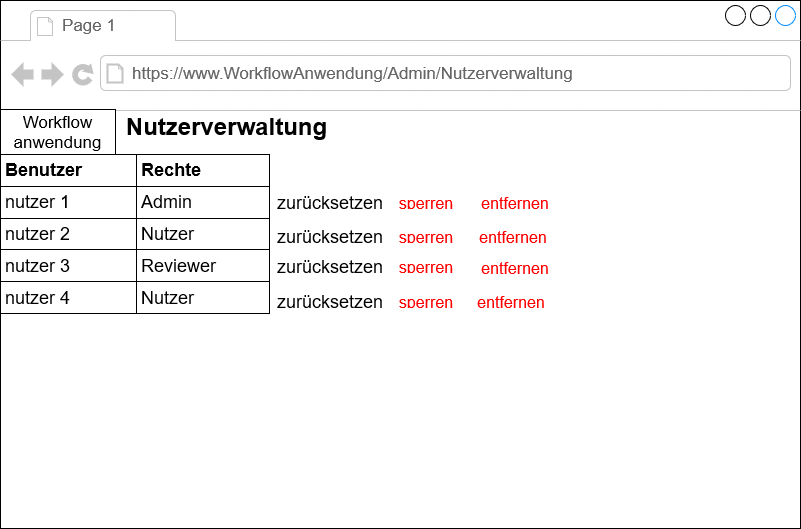 Page 1
https://www.WorkflowAnwendung/Admin/Nutzerverwaltung
Workflow
anwendung
Nutzerverwaltung
Benutzer Rechte
nutzer 1 Admin zurücksetzen sperren entfernen
nutzer 2 Nutzer zurücksetzen sperren entfernen
nutzer 3 Reviewer zurücksetzen sperren entfernen
nutzer 4 Nutzer zurücksetzen sperren entfernen